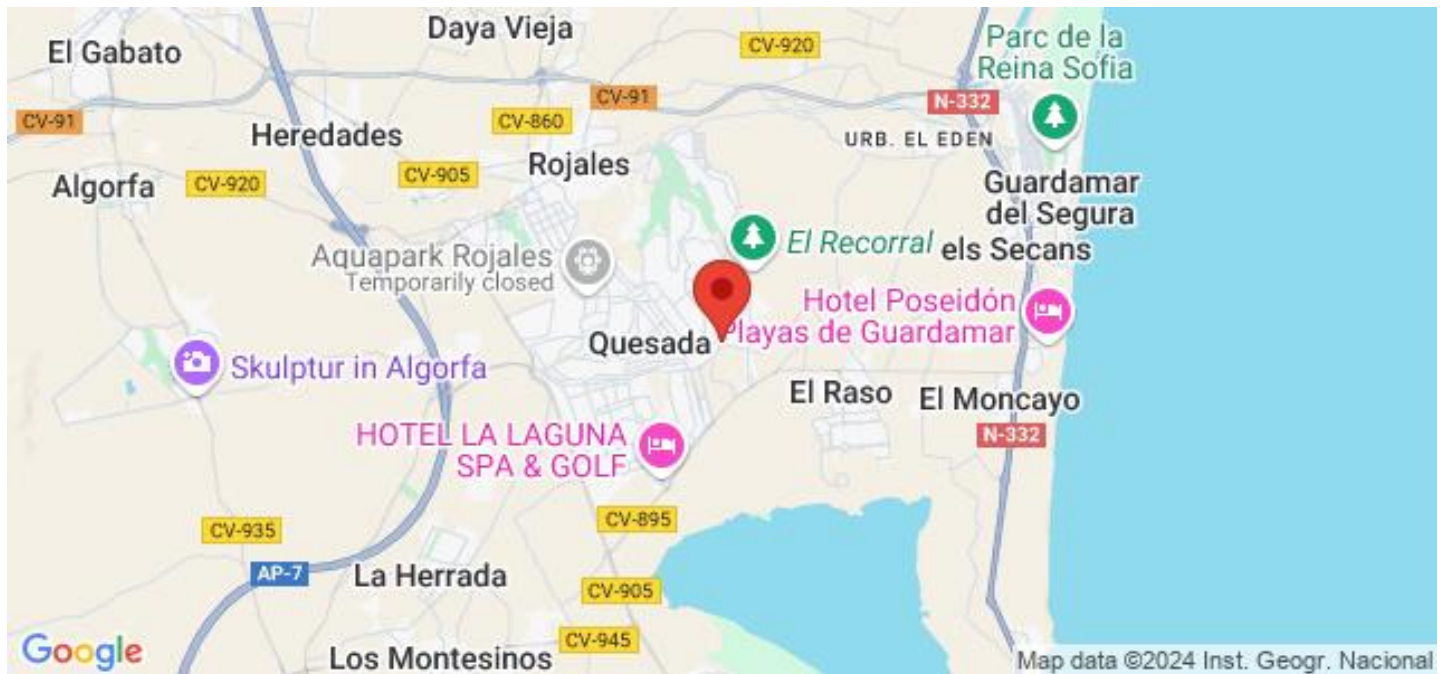 Daya Vieja
El Gabato
CV-920
Parc de la
Reina Sofia
CV-91
N-332
CV-91
CV-860
Heredades
URB. EL EDEN
Rojales
Algorfa
CV-920
CV-905
Guardamar
del Segura
El Recorral
els Secans
Aquapark Rojales
Temporarily closed
Hotel Poseidón
Playas de Guardamar
Quesada
Skulptur in Algorfa
El Raso
El Moncayo
HOTEL LA LAGUNA
SPA & GOLF
N-332
CV-935
CV-895
AP-7
La Herrada
CV-905
CV-945
Los Montesinos
Google
Map data ©2024 Inst. Geogr. Nacional